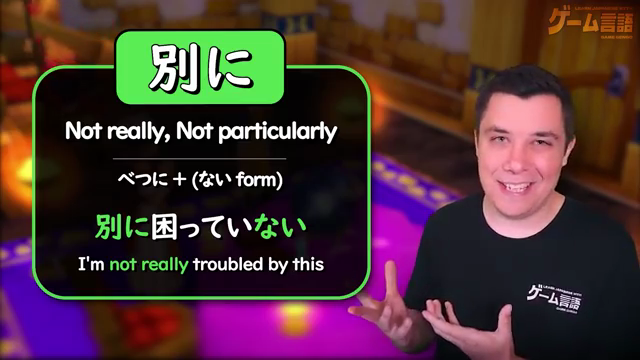 別に
Not really, Not particularly
べつに + (ない form)
別に困っていない
I'm not really troubled by this
ゲーム言語
ゲーム言語